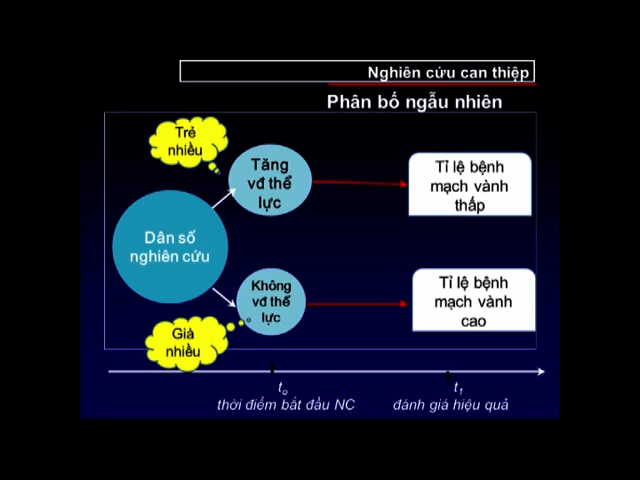 Nghiên cứu can thiệp
Phân bố ngẫu nhiên
Trẻ
nhiều
Tăng
vđ thể
lực
Tỉ lệ bệnh
mạch vành
thấp
Dân số
nghiên cứu
Không
vđ thể
lực
Tỉ lệ bệnh
mạch vành
cao
Già
nhiều
to
thời điểm bắt đầu NC
t1
đánh giá hiệu quả